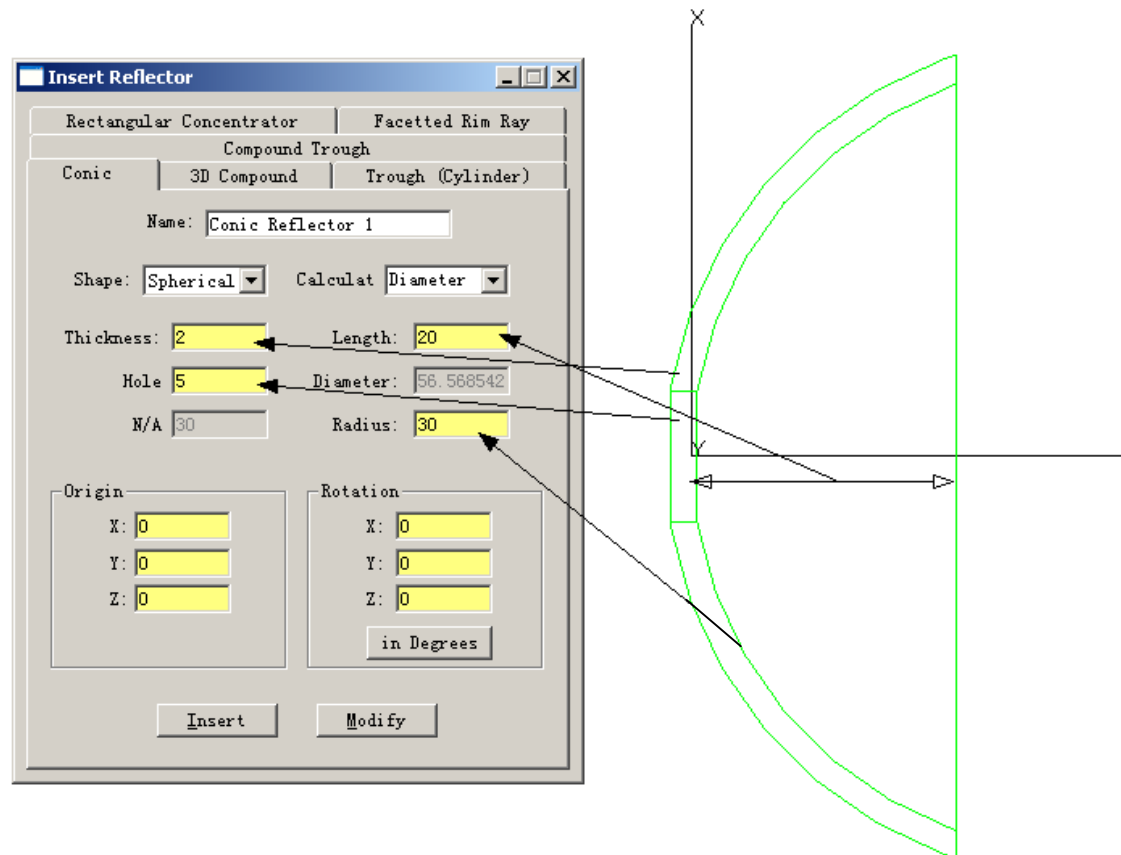 Insert Reflector
Rectangular Concentrator Facetted Rim Ray
Compound Trough
Conic 3D Compound Trough (Cylinder)
Name: Conic Reflector 1
Shape: Spherical Calculat Diameter
Thickness: 2 Length: 20
Hole 5 Diameter: 56.568542
N/A 30 Radius: 30
Origin Rotation
X: 0 X: 0
Y: 0 Y: 0
Z: 0 Z: 0
in Degrees
Insert Modify
X
Y